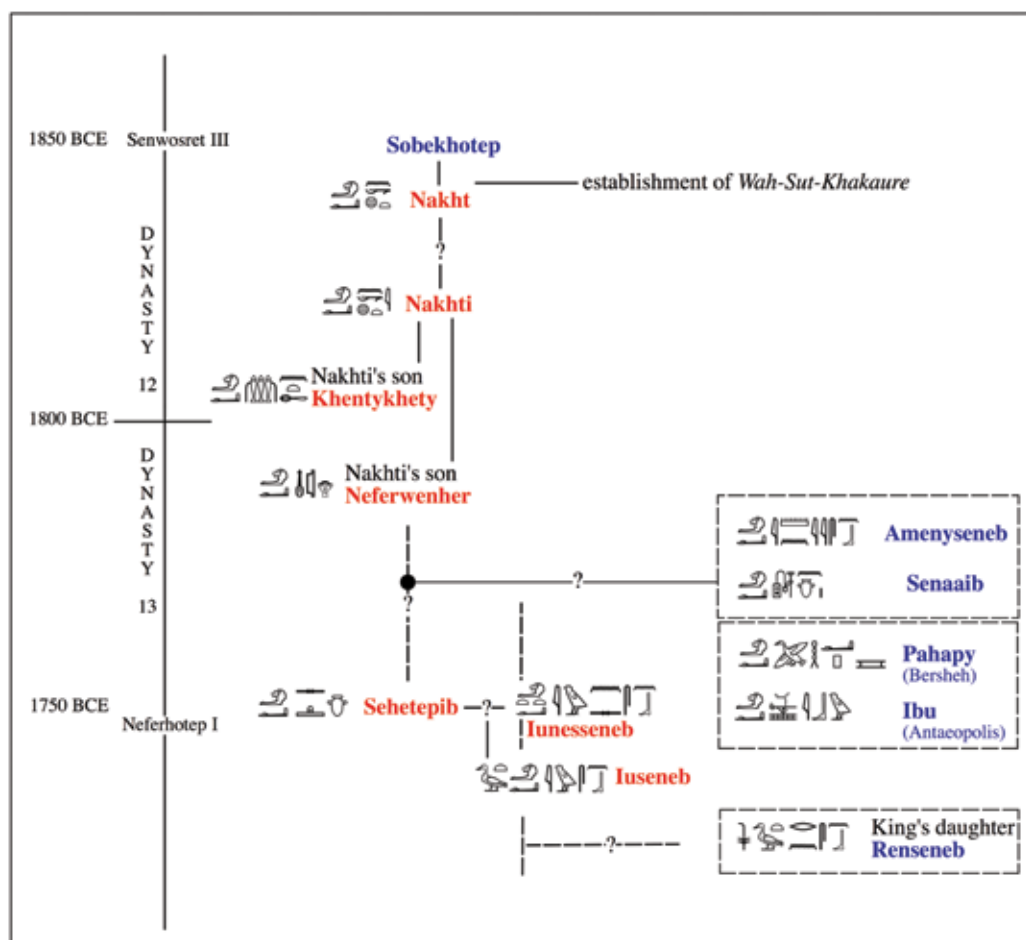 1850 BCE
Senwosret III
Sobekhotep
establishment of Wah-Sut-Khakaure
Nakht
?
DYNASTY
12
Nakhti
Nakhti's son
Khentykhety
1800 BCE
DYNASTY
13
Nakhti's son
Neferwenher
Amenyseneb
?
Senaaib
?
Pahapy
(Bersheh)
1750 BCE
Neferhotep I
Sehetepib
?
Iunesseneb
Ibu
(Antaeopolis)
Iuseneb
?
King's daughter
Renseneb